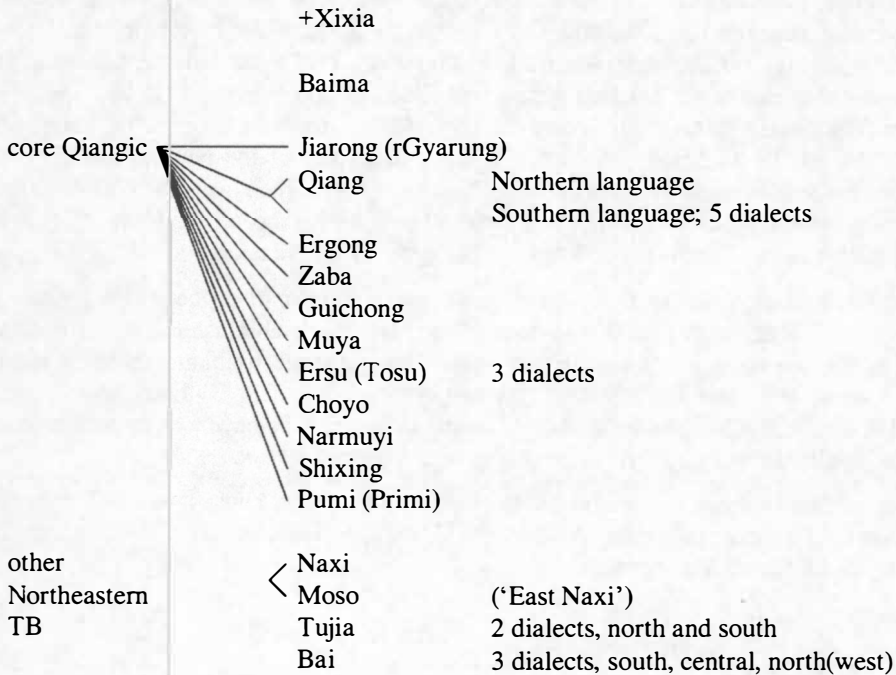 +Xixia
Baima
core Qiangic Jiarong (rGyarung)
Qiang Northern language
Southern language; 5 dialects
Ergong
Zaba
Guichong
Muya
Ersu (Tosu) 3 dialects
Choyo
Narmuyi
Shixing
Pumi (Primi)
other Naxi
Northeastern Moso (‘East Naxi’)
TB Tujia 2 dialects, north and south
Bai 3 dialects, south, central, north(west)